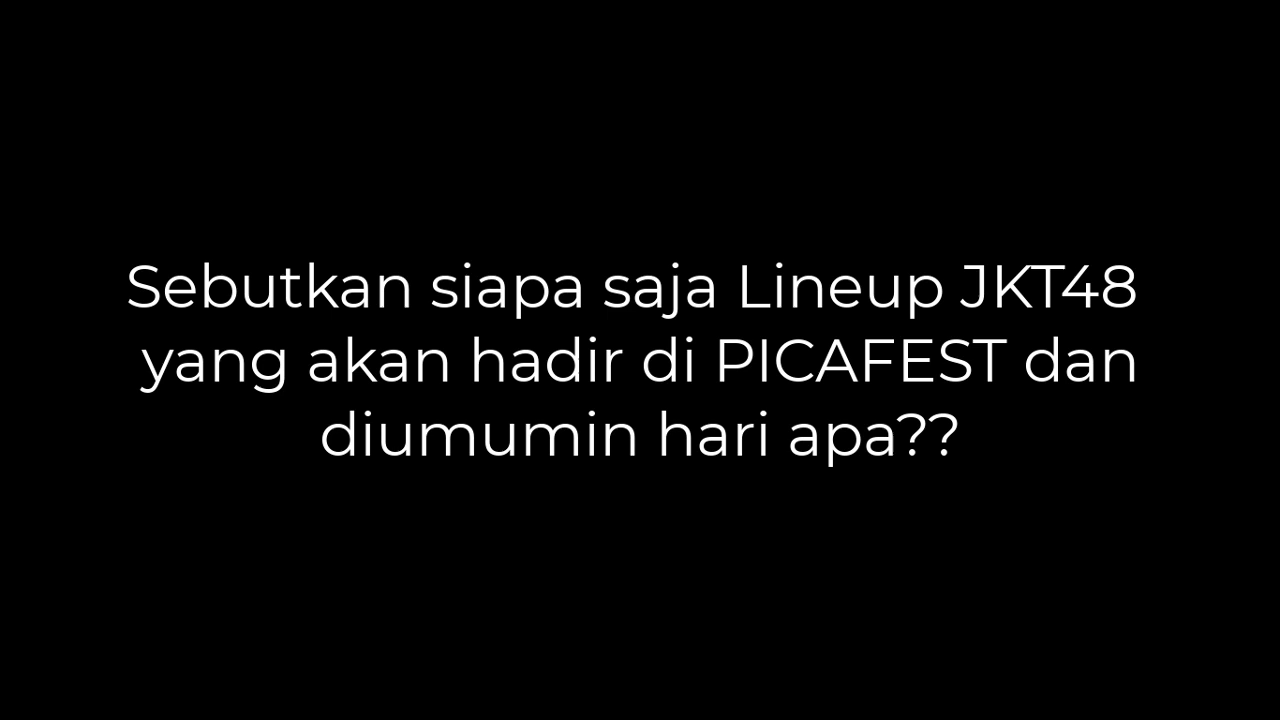 Sebutkan siapa saja Lineup JKT48
yang akan hadir di PICAFEST dan
diumumin hari apa??